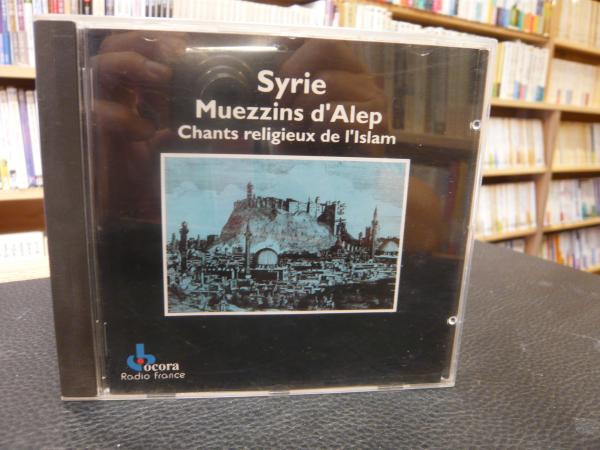 Syrie
Muezzins d'Alep
Chants religieux de l'Islam
ocora
Radio France